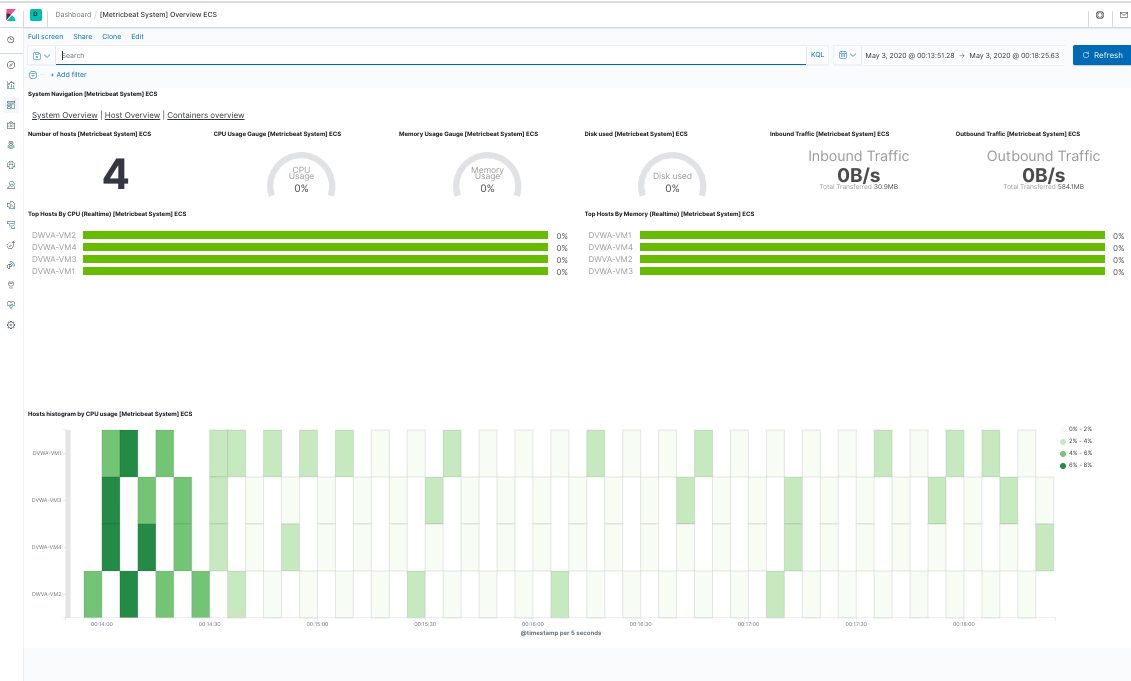 D Dashboard / [Metricbeat System] Overview ECS
Full screen Share Clone Edit
Search KQL May 3, 2020 @ 00:13:51.28 → May 3, 2020 @ 00:18:25.63 Refresh
+ Add filter
System Navigation [Metricbeat System] ECS
System Overview | Host Overview | Containers overview
Number of hosts [Metricbeat System] ECS
4
CPU Usage Gauge [Metricbeat System] ECS
CPU
Usage
0%
Memory Usage Gauge [Metricbeat System] ECS
Memory
Usage
0%
Disk used [Metricbeat System] ECS
Disk used
0%
Inbound Traffic [Metricbeat System] ECS
Inbound Traffic
0B/s
Total Transferred 30.9MB
Outbound Traffic [Metricbeat System] ECS
Outbound Traffic
0B/s
Total Transferred 584.1MB
Top Hosts By CPU (Realtime) [Metricbeat System] ECS
DWVA-VM2 0%
DVWA-VM4 0%
DVWA-VM3 0%
DVWA-VM1 0%
Top Hosts By Memory (Realtime) [Metricbeat System] ECS
DVWA-VM1 0%
DVWA-VM4 0%
DWVA-VM2 0%
DVWA-VM3 0%
Hosts histogram by CPU usage [Metricbeat System] ECS
DVWA-VM1
DVWA-VM3
DVWA-VM4
DWVA-VM2
00:14:00 00:14:30 00:15:00 00:15:30 00:16:00 00:16:30 00:17:00 00:17:30 00:18:00
@timestamp per 5 seconds
0% - 2%
2% - 4%
4% - 6%
6% - 8%